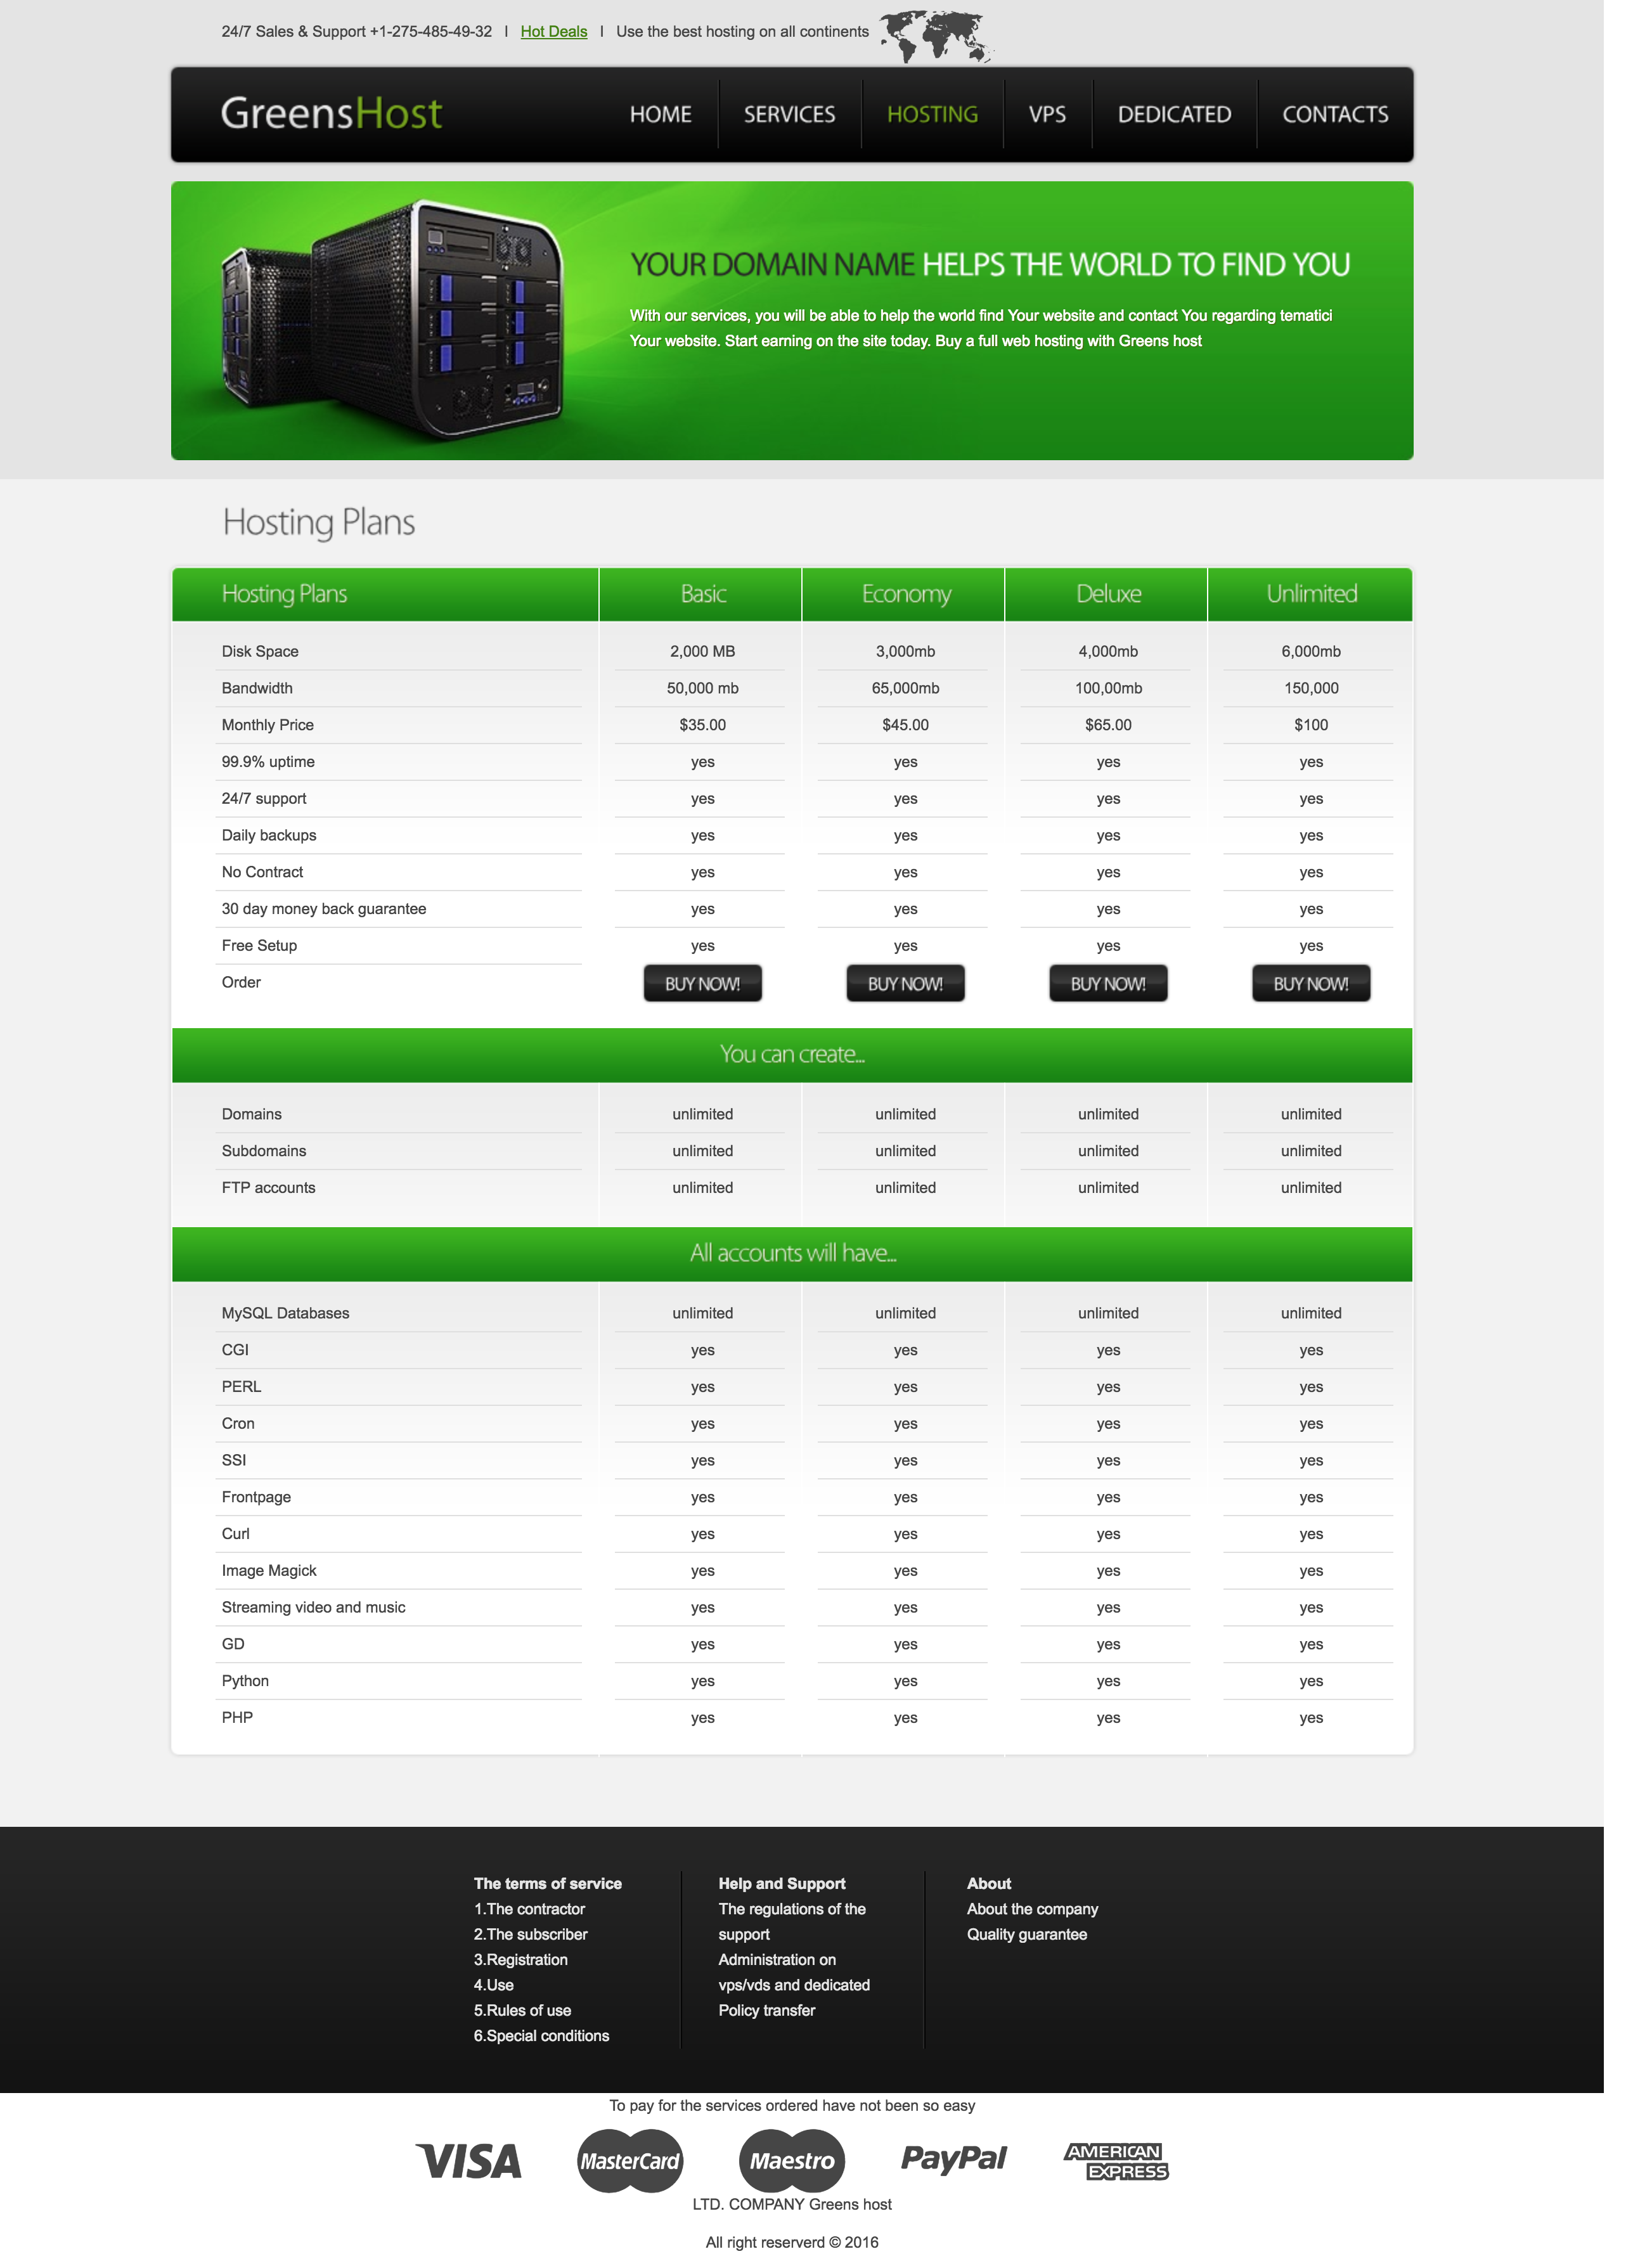 24/7 Sales & Support +1-275-485-49-32 | Hot Deals | Use the best hosting on all continents
GreensHost HOME SERVICES HOSTING VPS DEDICATED CONTACTS
YOUR DOMAIN NAME HELPS THE WORLD TO FIND YOU
With our services, you will be able to help the world find Your website and contact You regarding tematici
Your website. Start earning on the site today. Buy a full web hosting with Greens host
Hosting Plans
Hosting Plans Basic Economy Deluxe Unlimited
Disk Space 2,000 MB 3,000mb 4,000mb 6,000mb
Bandwidth 50,000 mb 65,000mb 100,00mb 150,000
Monthly Price $35.00 $45.00 $65.00 $100
99.9% uptime yes yes yes yes
24/7 support yes yes yes yes
Daily backups yes yes yes yes
No Contract yes yes yes yes
30 day money back guarantee yes yes yes yes
Free Setup yes yes yes yes
Order BUY NOW! BUY NOW! BUY NOW! BUY NOW!
You can create...
Domains unlimited unlimited unlimited unlimited
Subdomains unlimited unlimited unlimited unlimited
FTP accounts unlimited unlimited unlimited unlimited
All accounts will have...
MySQL Databases unlimited unlimited unlimited unlimited
CGI yes yes yes yes
PERL yes yes yes yes
Cron yes yes yes yes
SSI yes yes yes yes
Frontpage yes yes yes yes
Curl yes yes yes yes
Image Magick yes yes yes yes
Streaming video and music yes yes yes yes
GD yes yes yes yes
Python yes yes yes yes
PHP yes yes yes yes
The terms of service
1.The contractor
2.The subscriber
3.Registration
4.Use
5.Rules of use
6.Special conditions
Help and Support
The regulations of the
support
Administration on
vps/vds and dedicated
Policy transfer
About
About the company
Quality guarantee
To pay for the services ordered have not been so easy
VISA MasterCard Maestro PayPal AMERICAN EXPRESS
LTD. COMPANY Greens host
All right reserverd © 2016